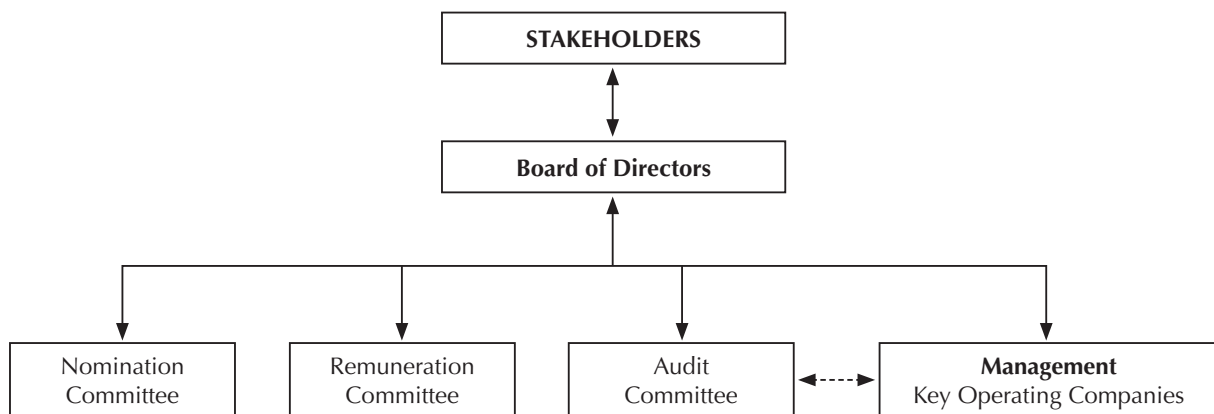 STAKEHOLDERS
Board of Directors
Nomination
Committee
Remuneration
Committee
Audit
Committee
Management
Key Operating Companies